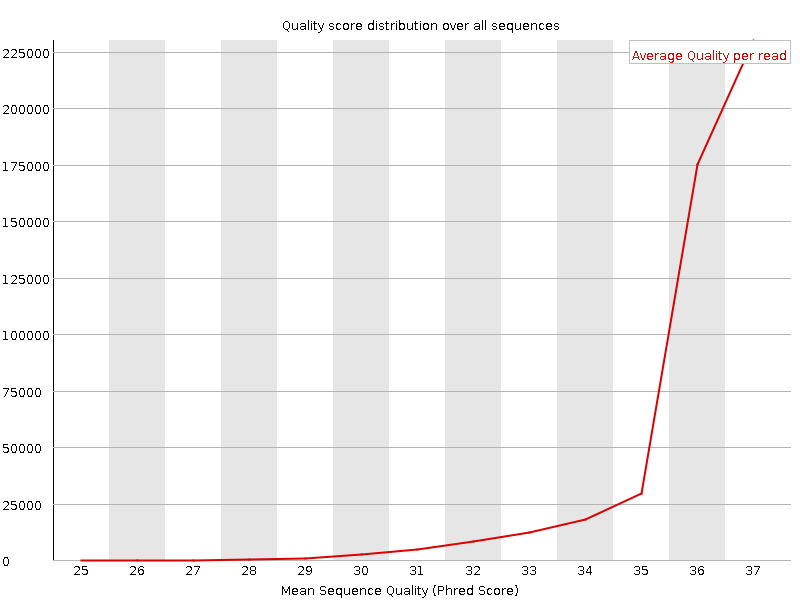 Quality score distribution over all sequences
Average Quality per read
225000
200000
175000
150000
125000
100000
75000
50000
25000
0
25 26 27 28 29 30 31 32 33 34 35 36 37
Mean Sequence Quality (Phred Score)